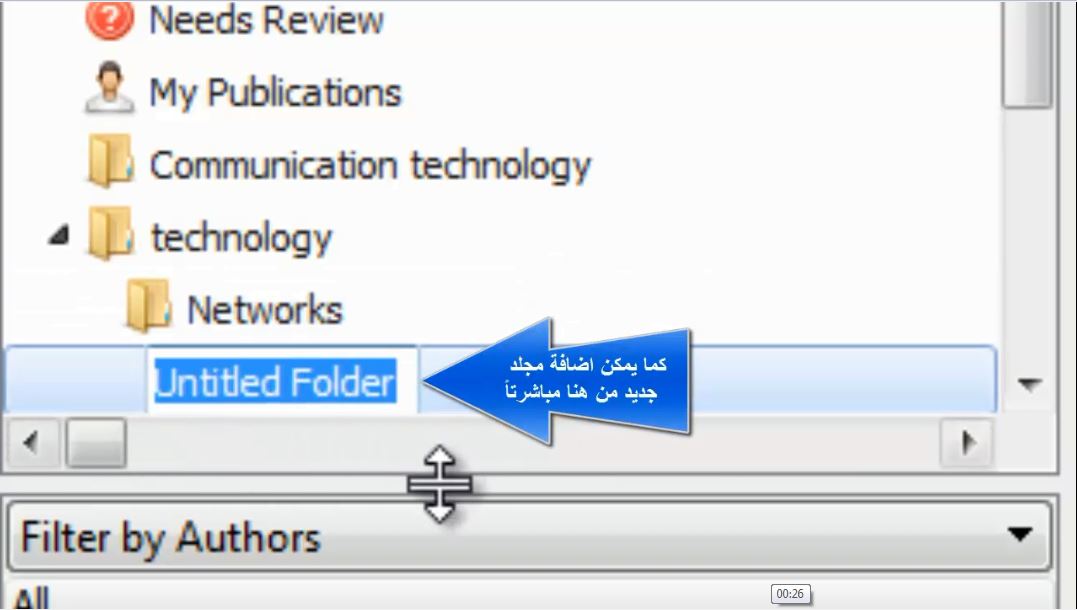 Needs Review
My Publications
Communication technology
technology
Networks
Untitled Folder
كما يمكن اضافة مجلد
جديد من هنا مباشرتاً
Filter by Authors
All
00:26